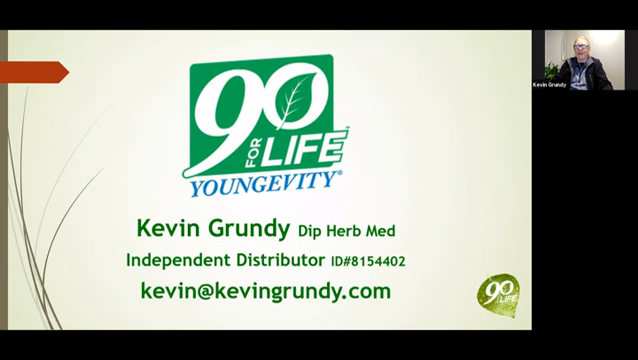 90
FOR LIFE
YOUNGEVITY®
Kevin Grundy Dip Herb Med
Independent Distributor ID#8154402
kevin@kevingrundy.com
90
FOR LIFE
Kevin Grundy